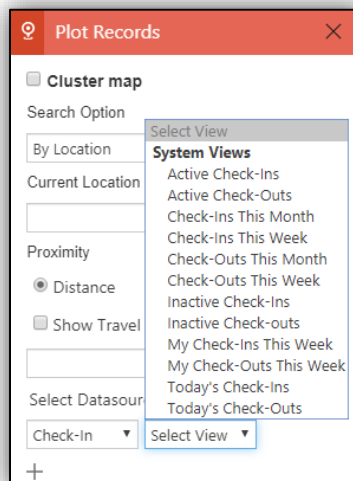 Plot Records
Cluster map
Search Option
By Location
Current Location
Proximity
Distance
Show Travel
Select Datasour
Check-In
Select View
Select View
System Views
Active Check-Ins
Active Check-Outs
Check-Ins This Month
Check-Ins This Week
Check-Outs This Month
Check-Outs This Week
Inactive Check-Ins
Inactive Check-outs
My Check-Ins This Week
My Check-Outs This Week
Today's Check-Ins
Today's Check-Outs